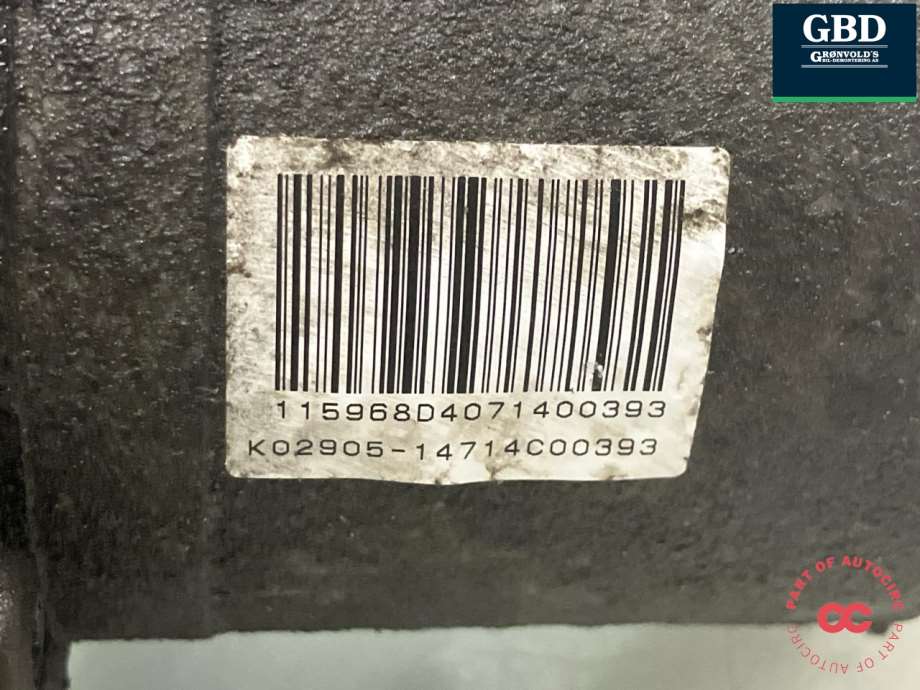 GBD
GRØNVOLD'S
BIL-DEMONTERING AS
115968D4071400393
K02905-14714C00393
PART OF AUTOCIRC PART OF AUTOCIRC